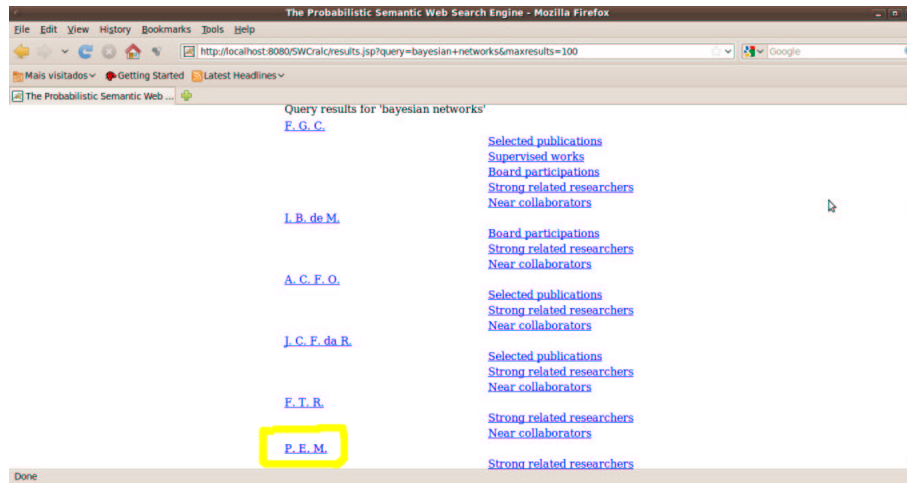 The Probabilistic Semantic Web Search Engine - Mozilla Firefox
File Edit View History Bookmarks Tools Help
http://localhost:8080/SWCralc/results.jsp?query=bayesian+networks&maxresults=100 Google
Mais visitados Getting Started Latest Headlines
The Probabilistic Semantic Web ...
Query results for 'bayesian networks'
F. G. C.
Selected publications
Supervised works
Board participations
Strong related researchers
Near collaborators
I. B. de M.
Board participations
Strong related researchers
Near collaborators
A. C. F. O.
Selected publications
Strong related researchers
Near collaborators
J. C. F. da R.
Selected publications
Strong related researchers
Near collaborators
F. T. R.
Strong related researchers
Near collaborators
P. E. M.
Strong related researchers
Done